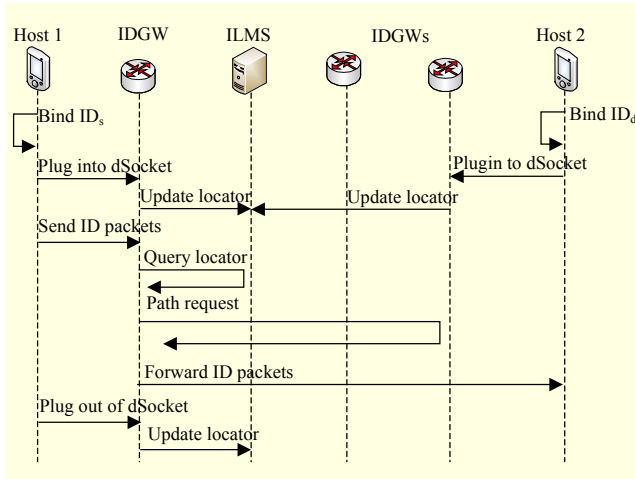 Host 1 IDGW ILMS IDGWs Host 2
Bind IDs Bind IDd
Plug into dSocket Plugin to dSocket
Update locator Update locator
Send ID packets
Query locator
Path request
Forward ID packets
Plug out of dSocket
Update locator